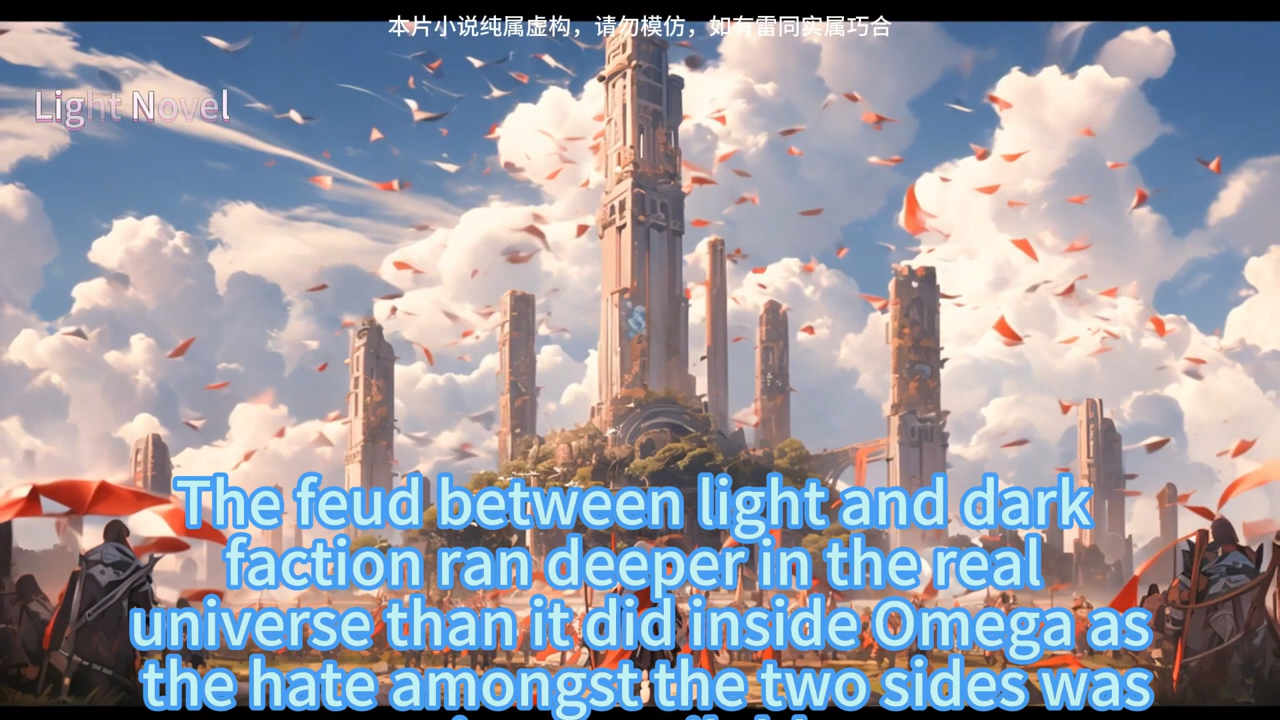 本片小说纯属虚构，请勿模仿，如有雷同实属巧合
Light Novel
The feud between light and dark
faction ran deeper in the real
universe than it did inside Omega as
the hate amongst the two sides was